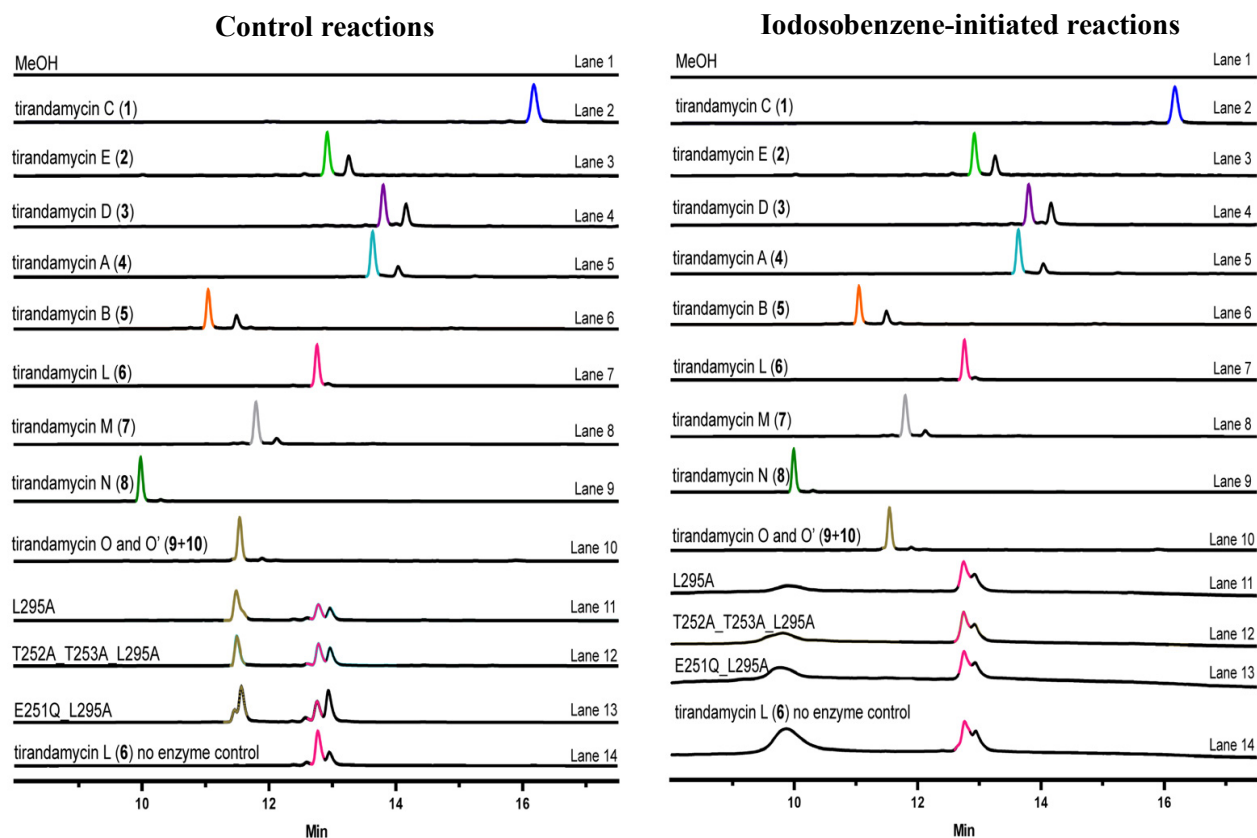 Control reactions
MeOH Lane 1
tirandamycin C (1) Lane 2
tirandamycin E (2) Lane 3
tirandamycin D (3) Lane 4
tirandamycin A (4) Lane 5
tirandamycin B (5) Lane 6
tirandamycin L (6) Lane 7
tirandamycin M (7) Lane 8
tirandamycin N (8) Lane 9
tirandamycin O and O' (9+10) Lane 10
L295A Lane 11
T252A_T253A_L295A Lane 12
E251Q_L295A Lane 13
tirandamycin L (6) no enzyme control Lane 14
10 12 14 16
Min
Iodosobenzene-initiated reactions
MeOH Lane 1
tirandamycin C (1) Lane 2
tirandamycin E (2) Lane 3
tirandamycin D (3) Lane 4
tirandamycin A (4) Lane 5
tirandamycin B (5) Lane 6
tirandamycin L (6) Lane 7
tirandamycin M (7) Lane 8
tirandamycin N (8) Lane 9
tirandamycin O and O' (9+10) Lane 10
L295A Lane 11
T252A_T253A_L295A Lane 12
E251Q_L295A Lane 13
tirandamycin L (6) no enzyme control
Lane 14
10 12 14 16
Min